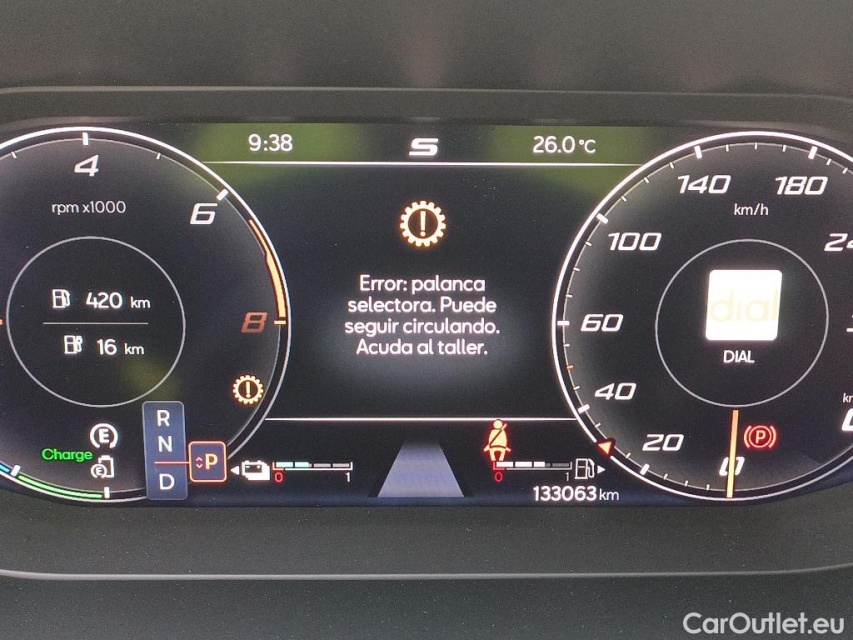 9:38
S
26.0°C
4
rpm x1000
6
8
420 km
16 km
Error: palanca
selectora. Puede
seguir circulando.
Acuda al taller.
140
180
km/h
100
60
40
20
0
dial
DIAL
R
N
D
P
E
E
Charge
0
1
0
1
(P)
133063 km
CarOutlet.eu